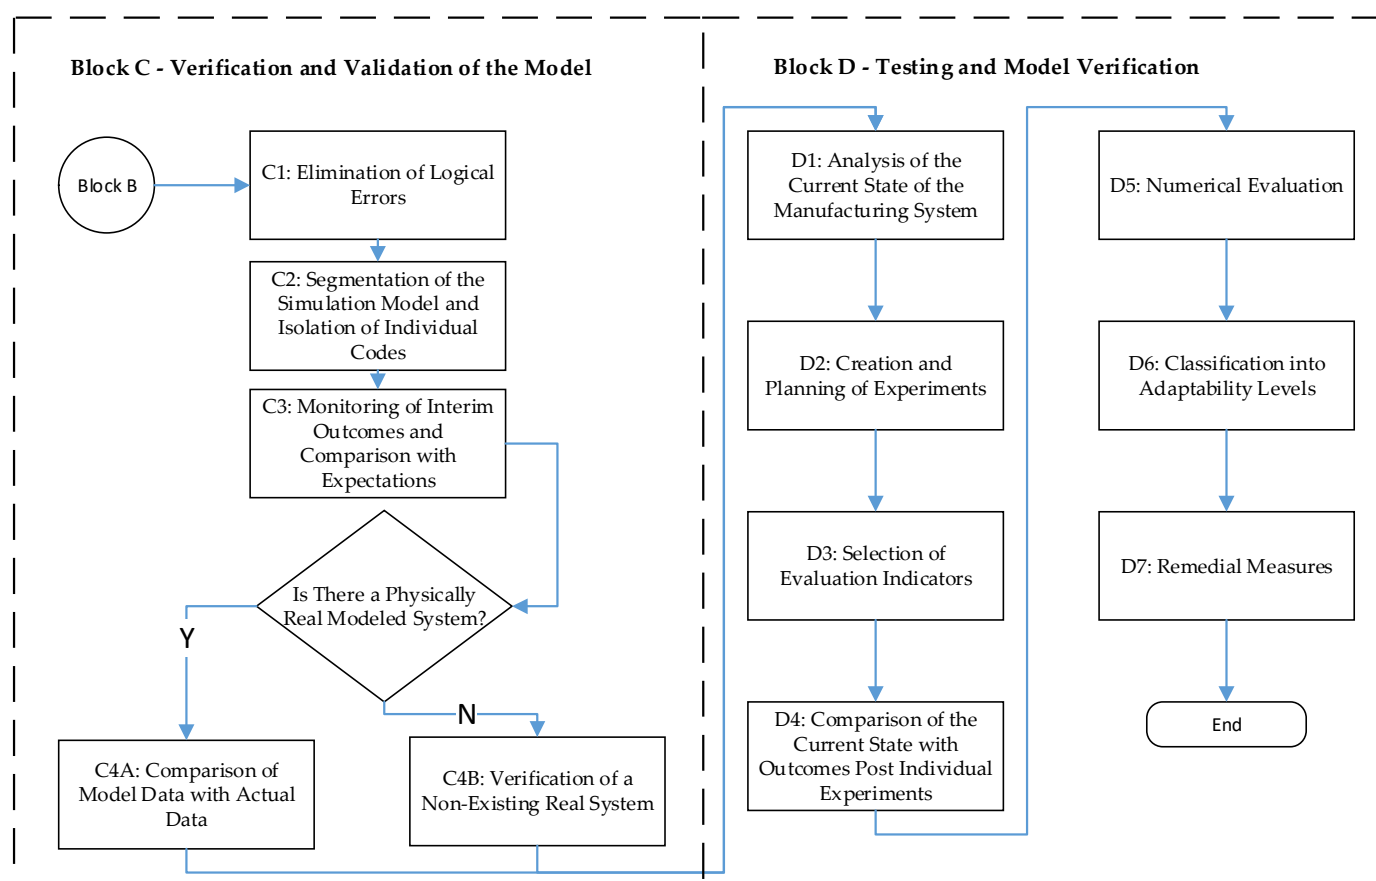 Block C - Verification and Validation of the Model
Block B
C1: Elimination of Logical
Errors
C2: Segmentation of the
Simulation Model and
Isolation of Individual
Codes
C3: Monitoring of Interim
Outcomes and
Comparison with
Expectations
Is There a Physically
Real Modeled System?
Y
N
C4A: Comparison of
Model Data with Actual
Data
C4B: Verification of a
Non-Existing Real System
Block D - Testing and Model Verification
D1: Analysis of the
Current State of the
Manufacturing System
D2: Creation and
Planning of Experiments
D3: Selection of
Evaluation Indicators
D4: Comparison of the
Current State with
Outcomes Post Individual
Experiments
D5: Numerical Evaluation
D6: Classification into
Adaptability Levels
D7: Remedial Measures
End